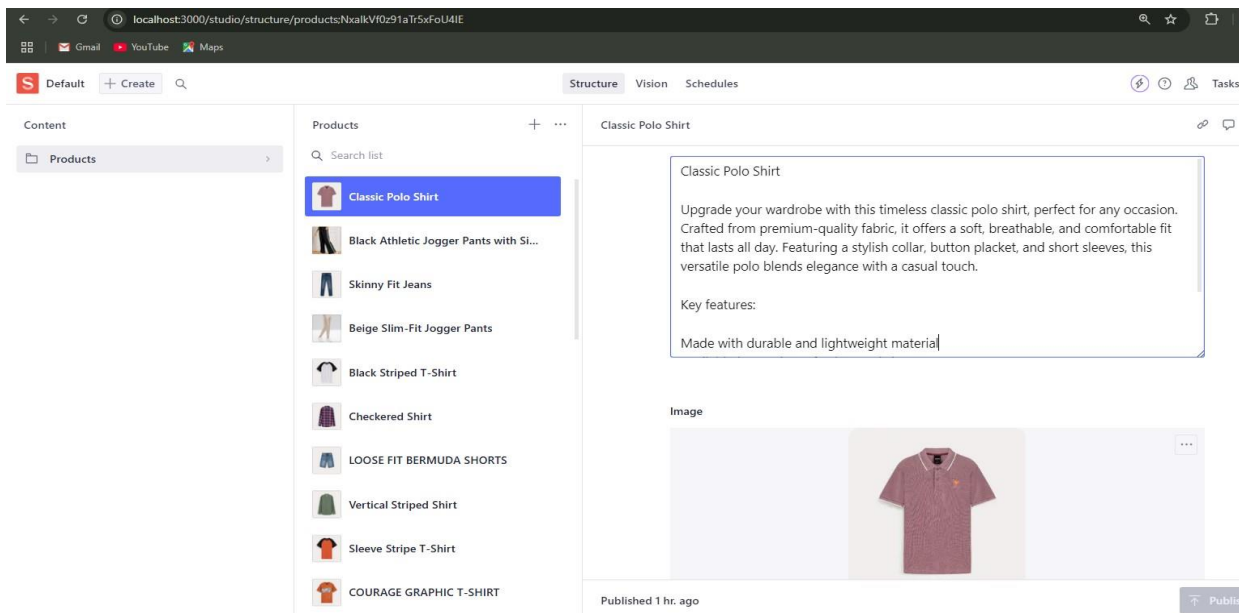 localhost:3000/studio/structure/products;NxalkVf0z91aTr5xFoU4IE
Gmail YouTube Maps
S Default + Create Structure Vision Schedules Tasks
Content
Products
Products
Search list
Classic Polo Shirt
Black Athletic Jogger Pants with Si...
Skinny Fit Jeans
Beige Slim-Fit Jogger Pants
Black Striped T-Shirt
Checkered Shirt
LOOSE FIT BERMUDA SHORTS
Vertical Striped Shirt
Sleeve Stripe T-Shirt
COURAGE GRAPHIC T-SHIRT
Classic Polo Shirt
Classic Polo Shirt
Upgrade your wardrobe with this timeless classic polo shirt, perfect for any occasion.
Crafted from premium-quality fabric, it offers a soft, breathable, and comfortable fit
that lasts all day. Featuring a stylish collar, button placket, and short sleeves, this
versatile polo blends elegance with a casual touch.
Key features:
Made with durable and lightweight material
Image
Published 1 hr. ago